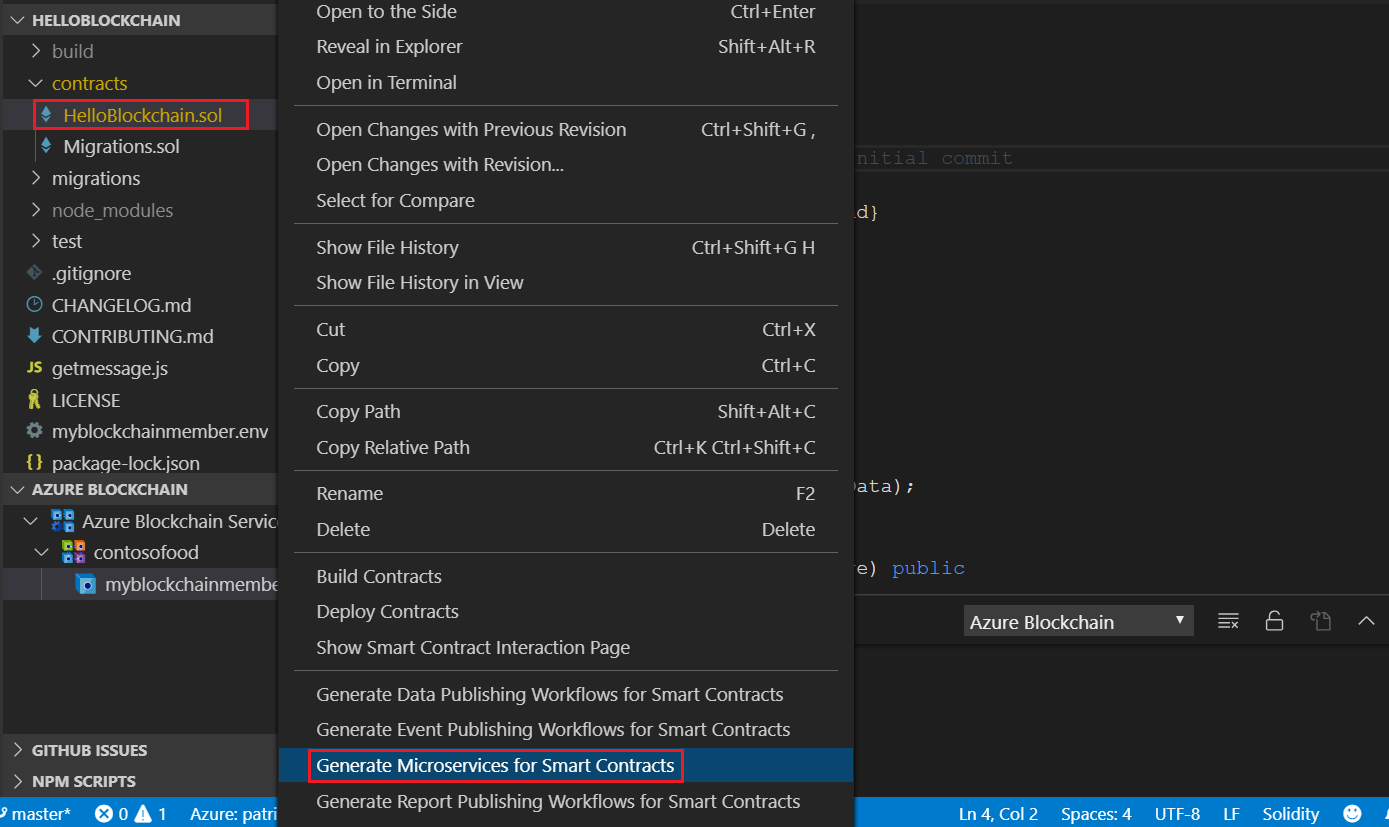 HELLOBLOCKCHAIN
build
contracts
HelloBlockchain.sol
Migrations.sol
migrations
node_modules
test
.gitignore
CHANGELOG.md
CONTRIBUTING.md
JS getmessage.js
LICENSE
myblockchainmember.env
{} package-lock.json
AZURE BLOCKCHAIN
Azure Blockchain Servic
contosofood
myblockchainmembe
GITHUB ISSUES
NPM SCRIPTS
Open to the Side Ctrl+Enter
Reveal in Explorer Shift+Alt+R
Open in Terminal
Open Changes with Previous Revision Ctrl+Shift+G ,
Open Changes with Revision...
Select for Compare
Show File History Ctrl+Shift+G H
Show File History in View
Cut Ctrl+X
Copy Ctrl+C
Copy Path Shift+Alt+C
Copy Relative Path Ctrl+K Ctrl+Shift+C
Rename F2
Delete Delete
Build Contracts
Deploy Contracts
Show Smart Contract Interaction Page
Generate Data Publishing Workflows for Smart Contracts
Generate Event Publishing Workflows for Smart Contracts
Generate Microservices for Smart Contracts
Generate Report Publishing Workflows for Smart Contracts
nitial commit
d}
ata);
e) public
Azure Blockchain
master* 0 1 Azure: patri Ln 4, Col 2 Spaces: 4 UTF-8 LF Solidity